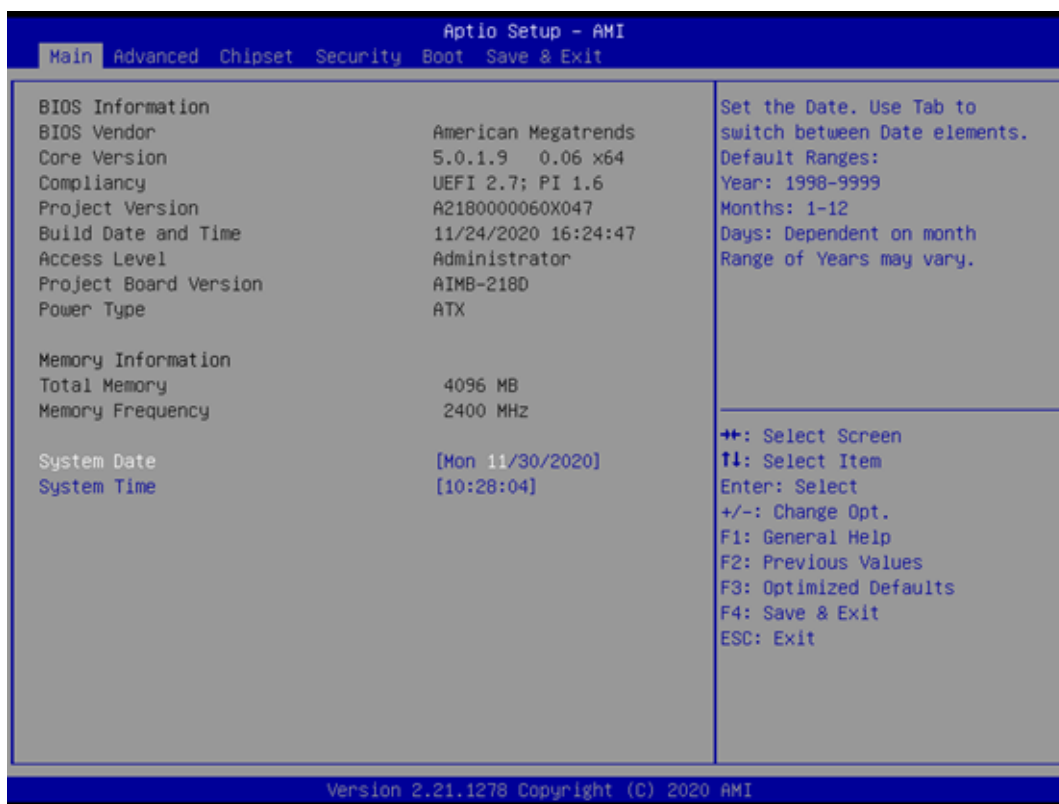 Aptio Setup - AMI
Main Advanced Chipset Security Boot Save & Exit
BIOS Information
BIOS Vendor American Megatrends
Core Version 5.0.1.9 0.06 x64
Compliancy UEFI 2.7; PI 1.6
Project Version A2180000060X047
Build Date and Time 11/24/2020 16:24:47
Access Level Administrator
Project Board Version AIMB-218D
Power Type ATX
Memory Information
Total Memory 4096 MB
Memory Frequency 2400 MHz
System Date [Mon 11/30/2020]
System Time [10:28:04]
Set the Date. Use Tab to
switch between Date elements.
Default Ranges:
Year: 1998-9999
Months: 1-12
Days: Dependent on month
Range of Years may vary.
→←: Select Screen
↑↓: Select Item
Enter: Select
+/-: Change Opt.
F1: General Help
F2: Previous Values
F3: Optimized Defaults
F4: Save & Exit
ESC: Exit
Version 2.21.1278 Copyright (C) 2020 AMI